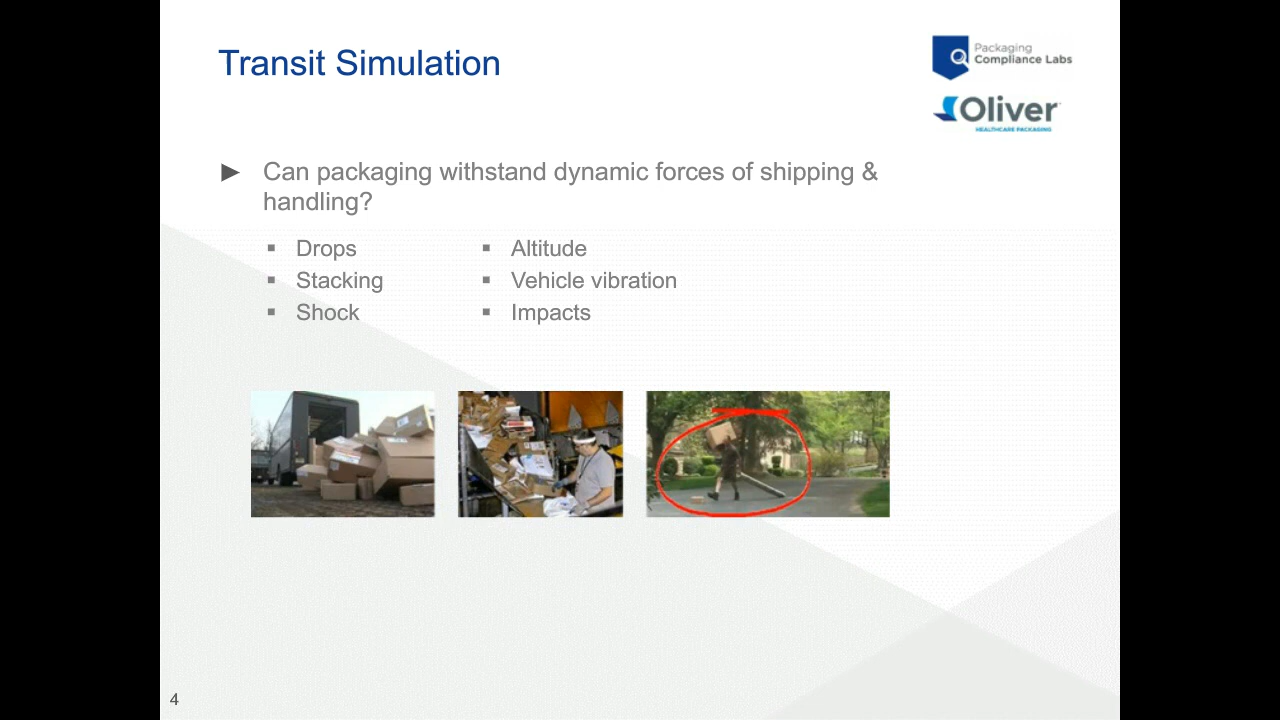 Transit Simulation
Packaging
Compliance Labs
Oliver
HEALTHCARE PACKAGING
► Can packaging withstand dynamic forces of shipping &
handling?
▪ Drops
▪ Stacking
▪ Shock
▪ Altitude
▪ Vehicle vibration
▪ Impacts
4